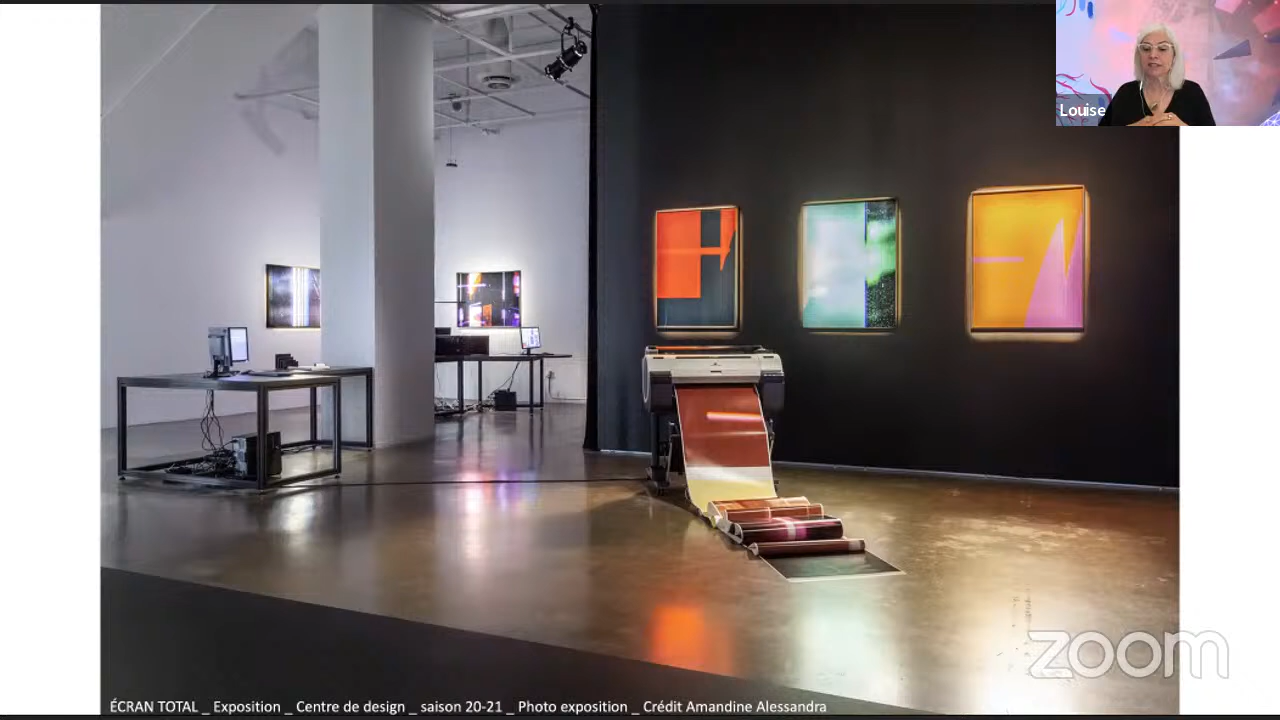 Louise
zoom
ÉCRAN TOTAL _ Exposition _ Centre de design _ saison 20-21 _ Photo exposition _ Crédit Amandine Alessandra